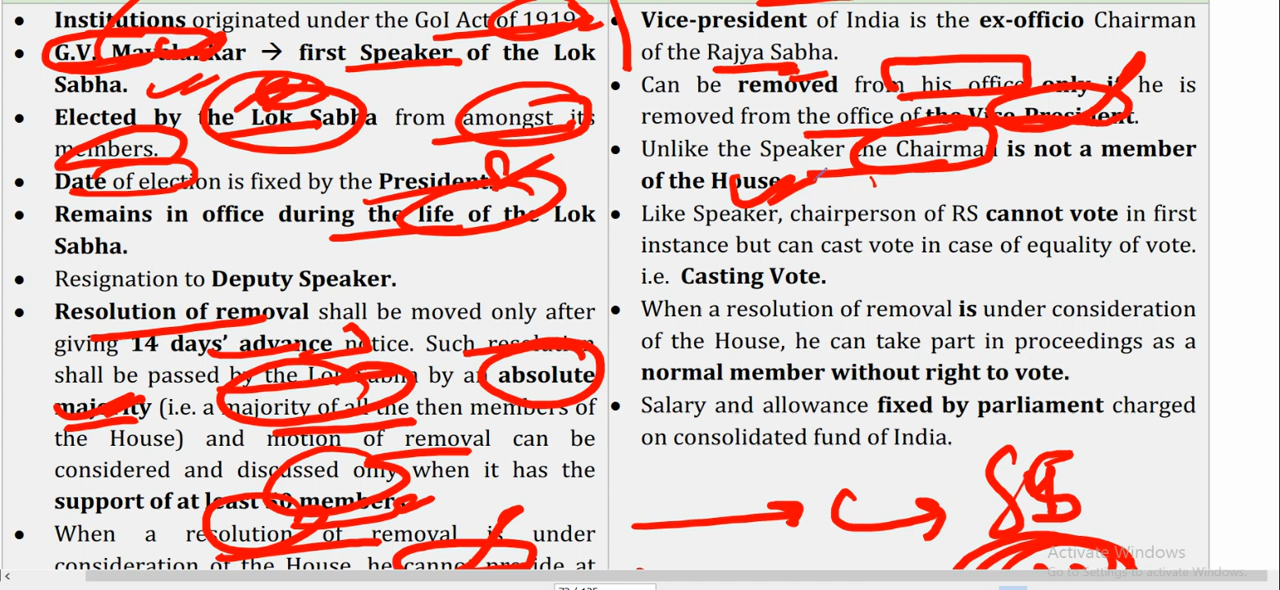 Institutions originated under the GoI Act of 1919
G.V. Mavalankar → first Speaker of the Lok
Sabha.
Elected by the Lok Sabha from amongst its
members.
Date of election is fixed by the President.
Remains in office during the life of the Lok
Sabha.
Resignation to Deputy Speaker.
Resolution of removal shall be moved only after
giving 14 days' advance notice. Such resolution
shall be passed by the Lok Sabha by an absolute
majority (i.e. a majority of all the then members of
the House) and motion of removal can be
considered and discussed only when it has the
support of at least 50 members.
When a resolution of removal is under
consideration of the House, he cannot preside at
Vice-president of India is the ex-officio Chairman
of the Rajya Sabha.
Can be removed from his office only if he is
removed from the office of the Vice-President.
Unlike the Speaker the Chairman is not a member
of the House.
Like Speaker, chairperson of RS cannot vote in first
instance but can cast vote in case of equality of vote.
i.e. Casting Vote.
When a resolution of removal is under consideration
of the House, he can take part in proceedings as a
normal member without right to vote.
Salary and allowance fixed by parliament charged
on consolidated fund of India.
Activate Windows
Go to Settings to activate Windows.